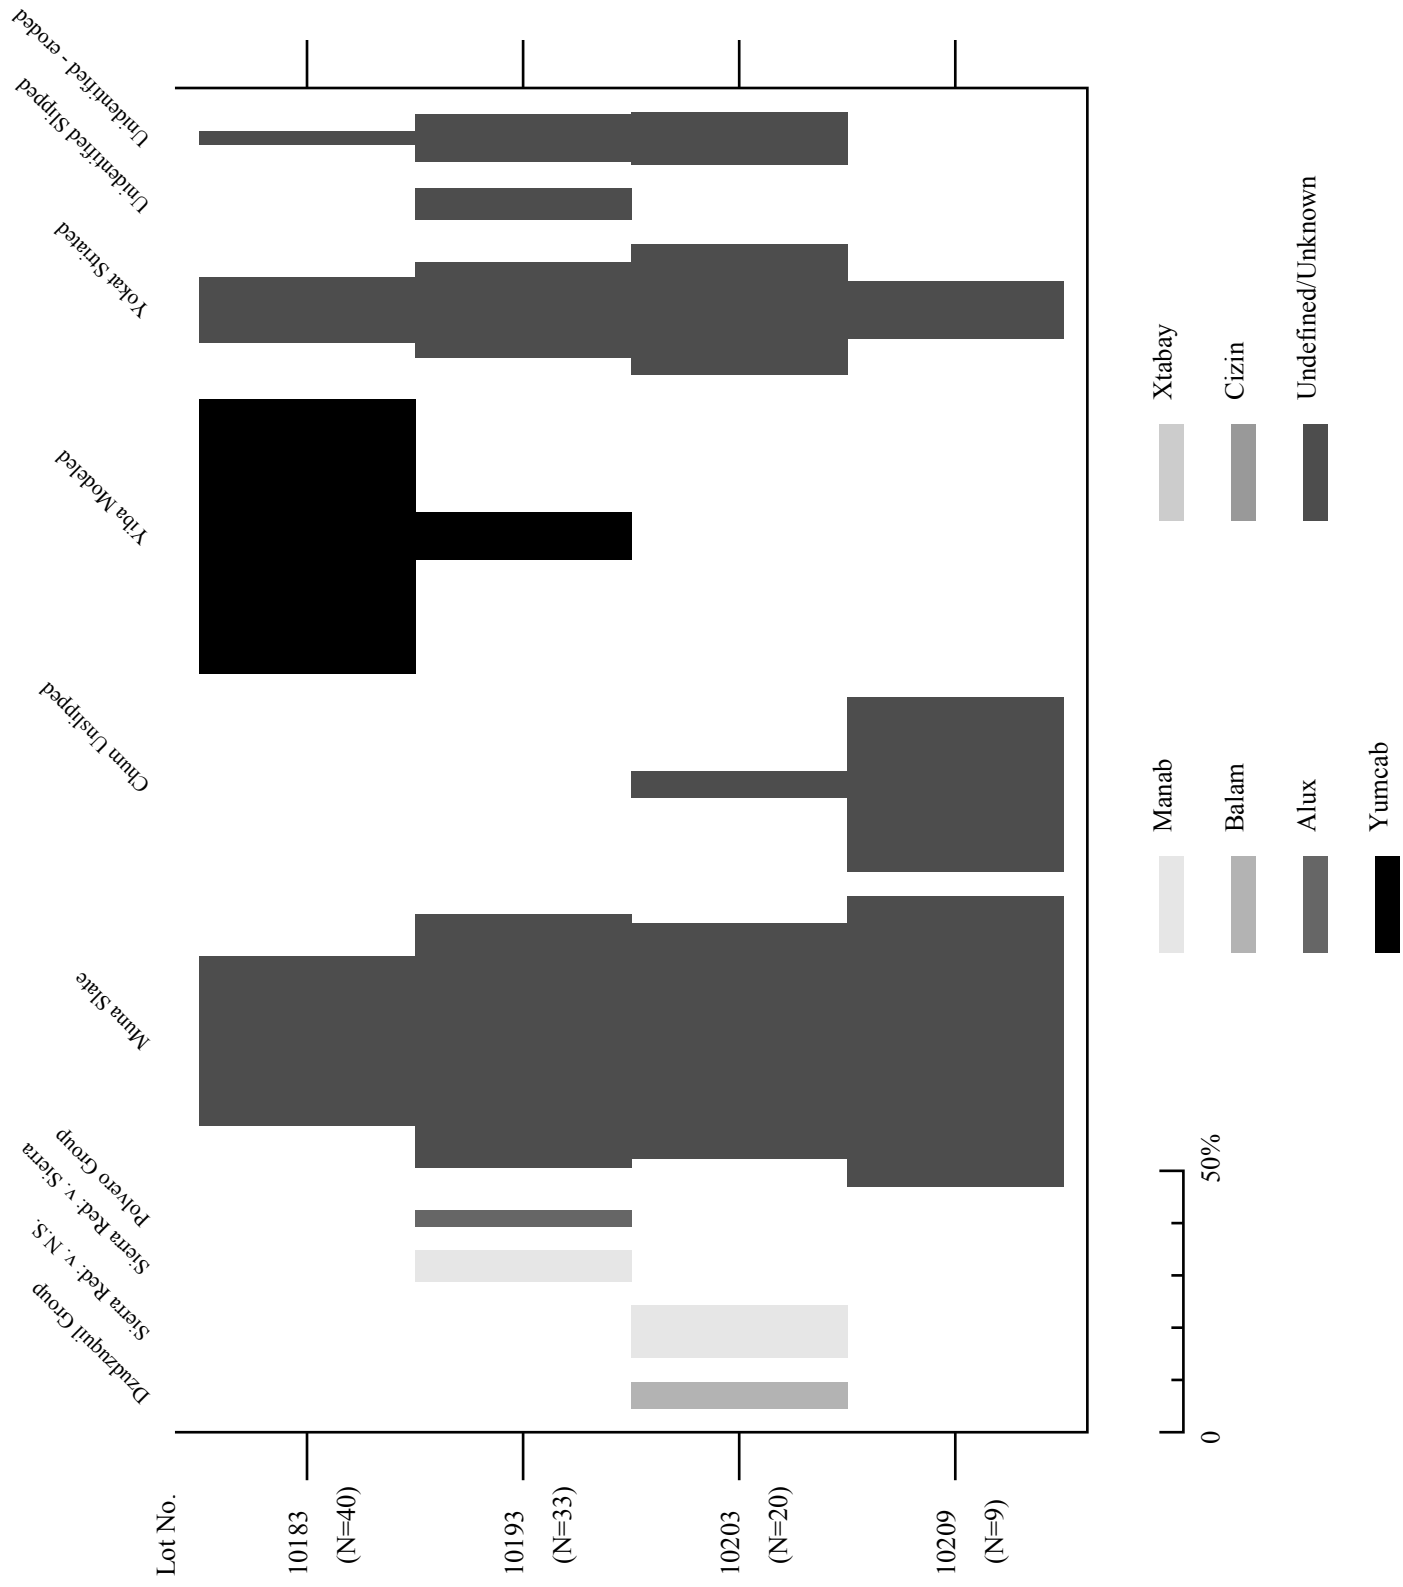 Lot No.
Dzudzuquil Group
Sierra Red: v. N.S.
Sierra Red: v. Sierra
Polvero Group
Muna Slate
Chum Unslipped
Yiba Modeled
Yokat Striated
Unidentified Slipped
Unidentified - eroded
10183
(N=40)
10193
(N=33)
10203
(N=20)
10209
(N=9)
0
50%
Manab
Balam
Alux
Yumcab
Xtabay
Cizin
Undefined/Unknown